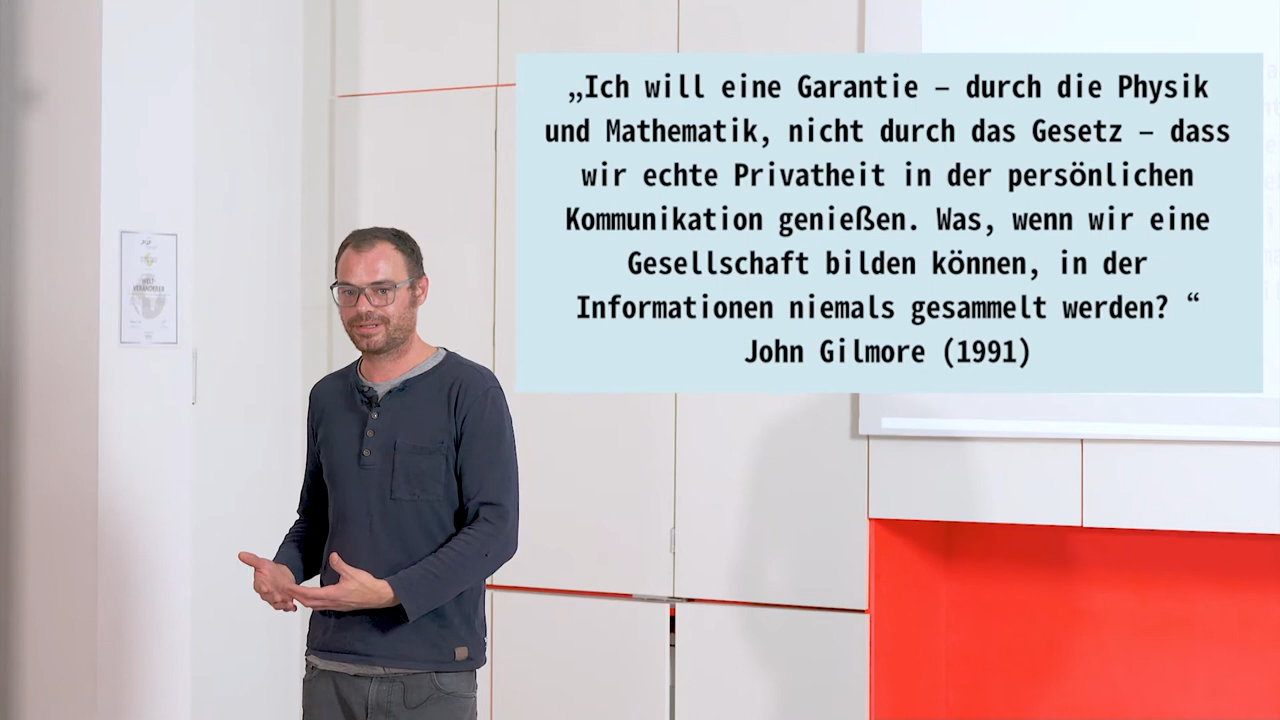 „Ich will eine Garantie – durch die Physik
und Mathematik, nicht durch das Gesetz – dass
wir echte Privatheit in der persönlichen
Kommunikation genießen. Was, wenn wir eine
Gesellschaft bilden können, in der
Informationen niemals gesammelt werden? “
John Gilmore (1991)
WELT-
VERÄNDERER